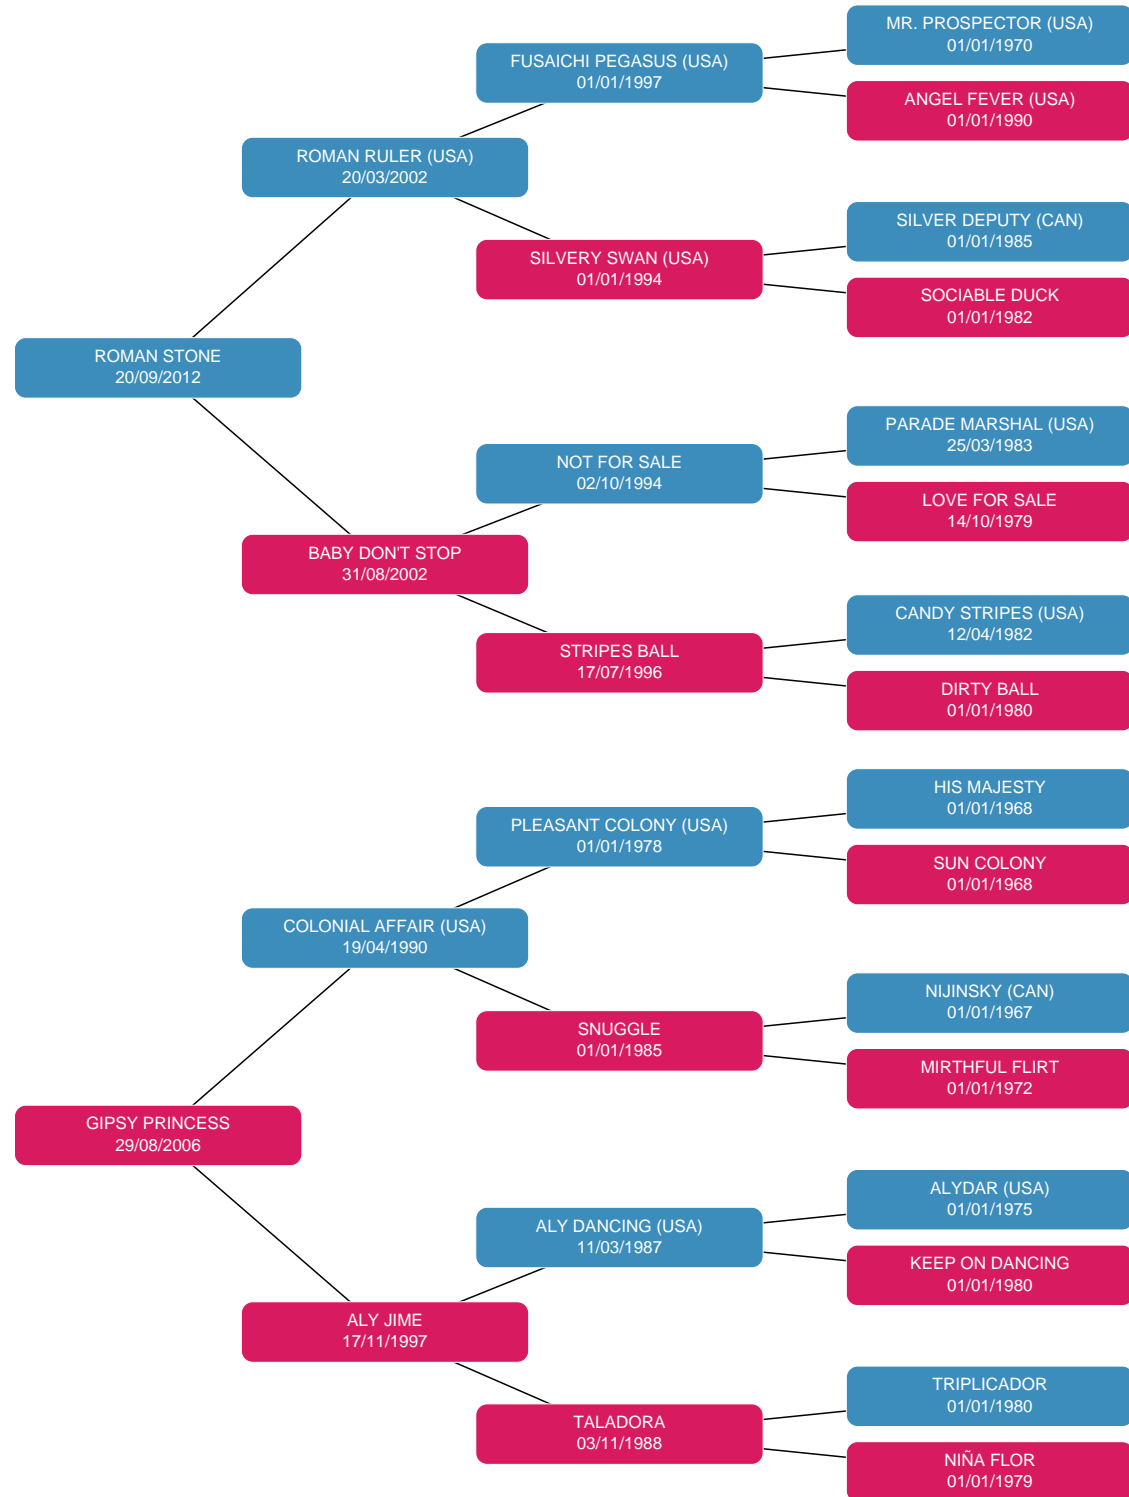 MR. PROSPECTOR (USA)
01/01/1970
FUSAICHI PEGASUS (USA)
01/01/1997
ANGEL FEVER (USA)
01/01/1990
ROMAN RULER (USA)
20/03/2002
SILVER DEPUTY (CAN)
01/01/1985
SILVERY SWAN (USA)
01/01/1994
SOCIABLE DUCK
01/01/1982
ROMAN STONE
20/09/2012
PARADE MARSHAL (USA)
25/03/1983
NOT FOR SALE
02/10/1994
LOVE FOR SALE
14/10/1979
BABY DON'T STOP
31/08/2002
CANDY STRIPES (USA)
12/04/1982
STRIPES BALL
17/07/1996
DIRTY BALL
01/01/1980
HIS MAJESTY
01/01/1968
PLEASANT COLONY (USA)
01/01/1978
SUN COLONY
01/01/1968
COLONIAL AFFAIR (USA)
19/04/1990
NIJINSKY (CAN)
01/01/1967
SNUGGLE
01/01/1985
MIRTHFUL FLIRT
01/01/1972
GIPSY PRINCESS
29/08/2006
ALYDAR (USA)
01/01/1975
ALY DANCING (USA)
11/03/1987
KEEP ON DANCING
01/01/1980
ALY JIME
17/11/1997
TRIPLICADOR
01/01/1980
TALADORA
03/11/1988
NIÑA FLOR
01/01/1979